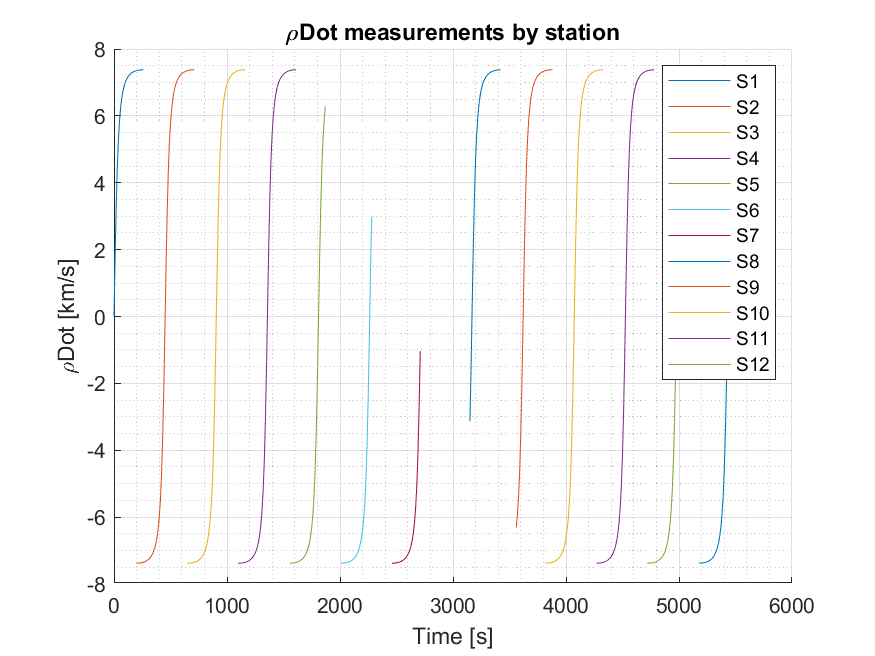 ρDot measurements by station
ρDot [km/s]
8
6
4
2
0
-2
-4
-6
-8
S1
S2
S3
S4
S5
S6
S7
S8
S9
S10
S11
S12
0 1000 2000 3000 4000 5000 6000
Time [s]